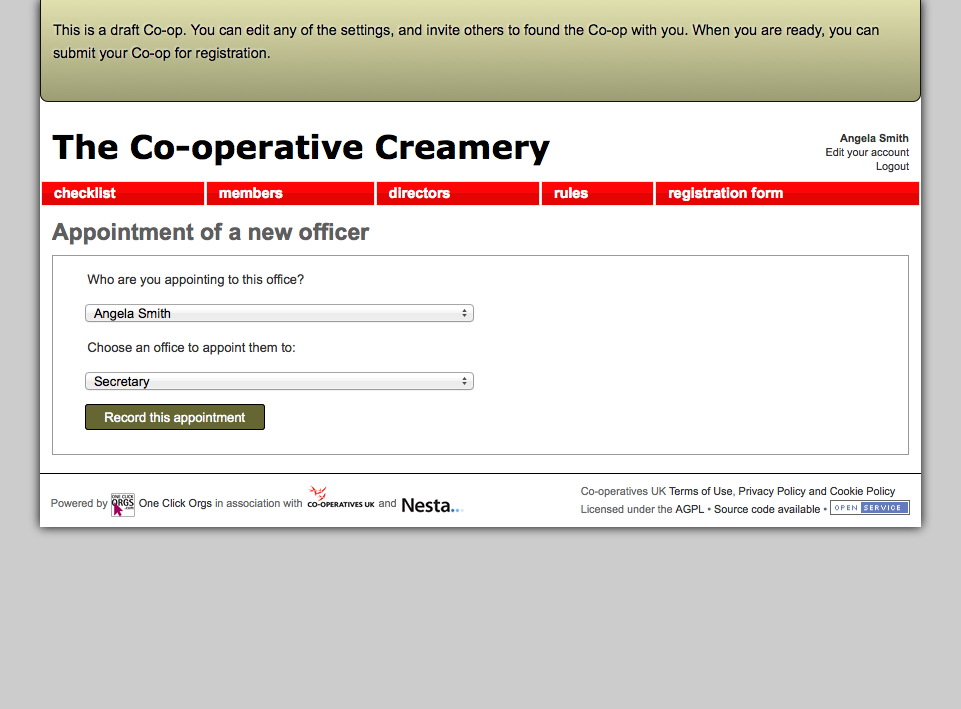 This is a draft Co-op. You can edit any of the settings, and invite others to found the Co-op with you. When you are ready, you can
submit your Co-op for registration.
The Co-operative Creamery
Angela Smith
Edit your account
Logout
checklist members directors rules registration form
Appointment of a new officer
Who are you appointing to this office?
Angela Smith
Choose an office to appoint them to:
Secretary
Record this appointment
Powered by ONE CLICK ORGS .COM One Click Orgs in association with CO-OPERATIVES UK and Nesta...
Co-operatives UK Terms of Use, Privacy Policy and Cookie Policy
Licensed under the AGPL • Source code available • OPEN SERVICE